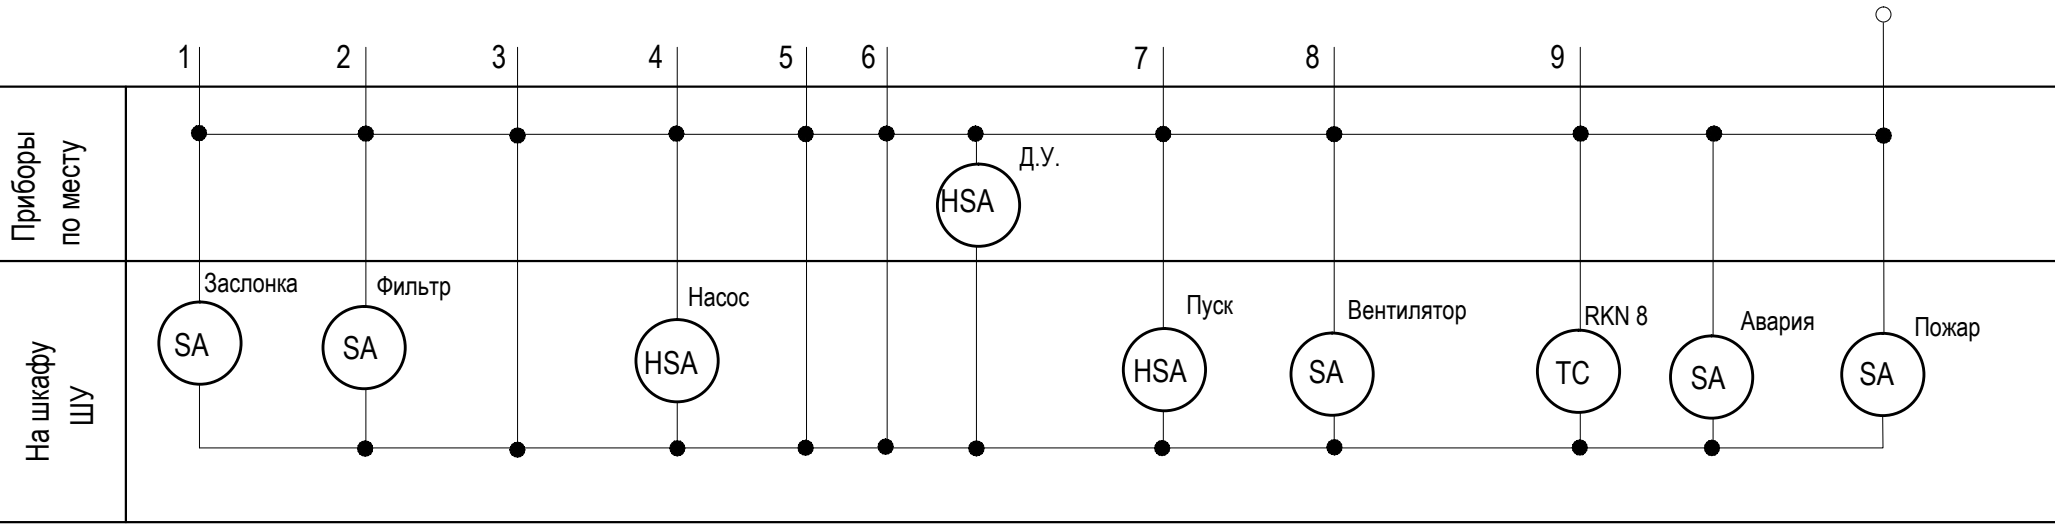 1 2 3 4 5 6 7 8 9
Приборы
по месту
Д.У.
HSA
На шкафу
ШУ
Заслонка
SA
Фильтр
SA
Насос
HSA
Пуск
HSA
Вентилятор
SA
RKN 8
TC
Авария
SA
Пожар
SA